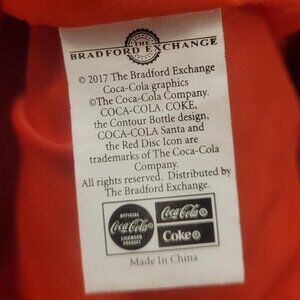 THE
BRADFORD EXCHANGE
© 2017 The Bradford Exchange
Coca-Cola graphics
©The Coca-Cola Company.
COCA-COLA, COKE,
the Contour Bottle design,
COCA-COLA Santa and
the Red Disc Icon are
trademarks of The Coca-Cola
Company.
All rights reserved. Distributed by
The Bradford Exchange.
OFFICIAL
Coca-Cola
LICENSED
PRODUCT
Coca-Cola
Coke
Made In China